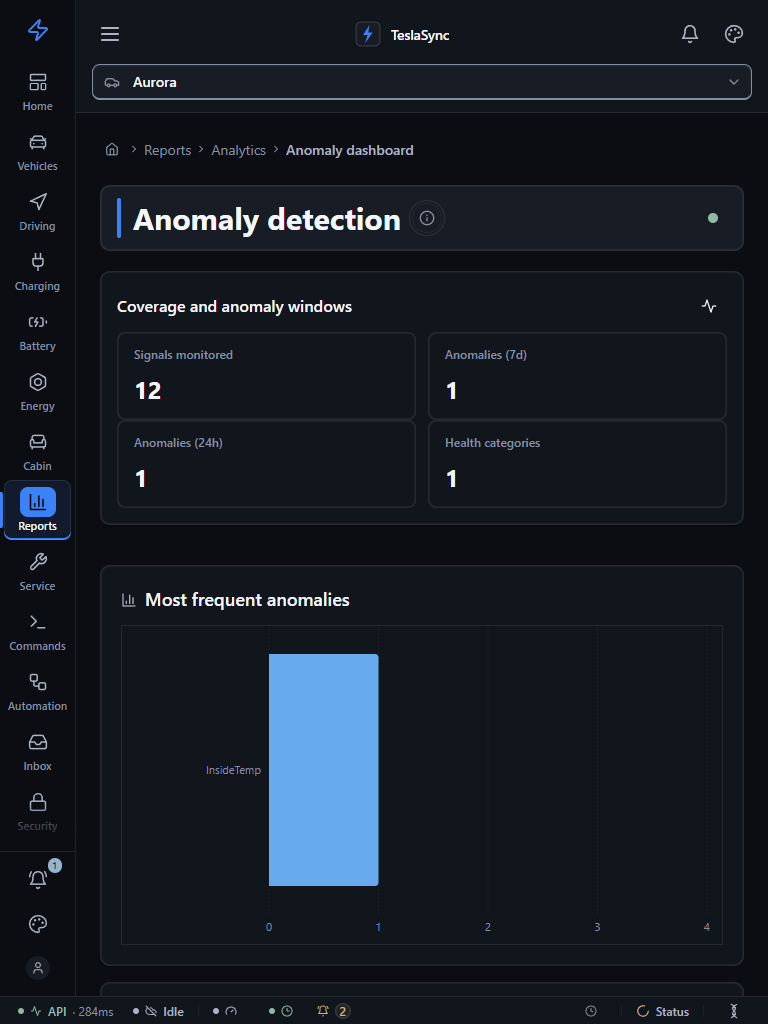 TeslaSync
Aurora
Home
Vehicles
Driving
Charging
Battery
Energy
Cabin
Reports
Service
Commands
Automation
Inbox
Security
1
Reports > Analytics > Anomaly dashboard
Anomaly detection
Coverage and anomaly windows
Signals monitored
12
Anomalies (7d)
1
Anomalies (24h)
1
Health categories
1
Most frequent anomalies
InsideTemp
0 1 2 3 4
API · 284ms Idle 2 Status